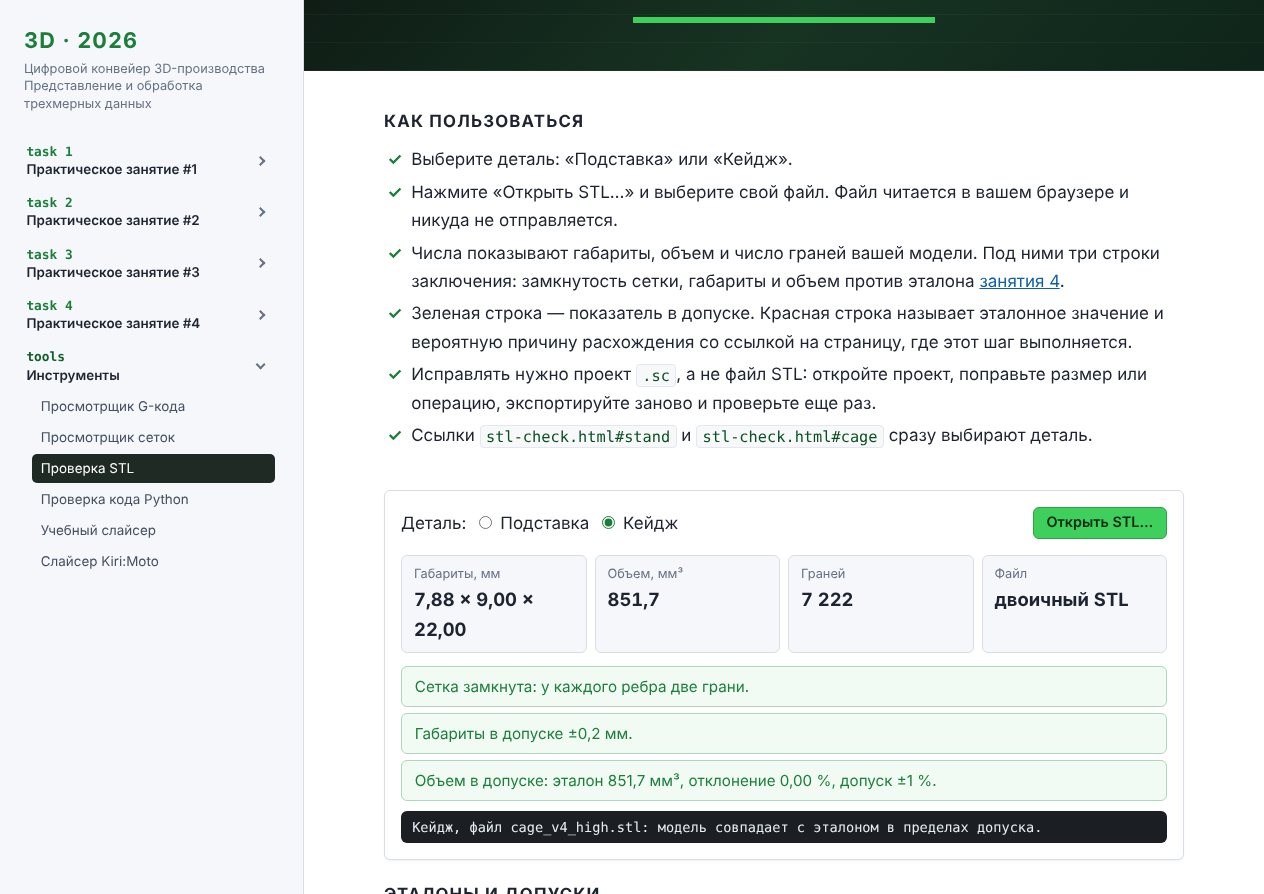 3D · 2026
Цифровой конвейер 3D-производства
Представление и обработка
трехмерных данных
task 1
Практическое занятие #1
task 2
Практическое занятие #2
task 3
Практическое занятие #3
task 4
Практическое занятие #4
tools
Инструменты
Просмотрщик G-кода
Просмотрщик сеток
Проверка STL
Проверка кода Python
Учебный слайсер
Слайсер Kiri:Moto
КАК ПОЛЬЗОВАТЬСЯ
Выберите деталь: «Подставка» или «Кейдж».
Нажмите «Открыть STL…» и выберите свой файл. Файл читается в вашем браузере и
никуда не отправляется.
Числа показывают габариты, объем и число граней вашей модели. Под ними три строки
заключения: замкнутость сетки, габариты и объем против эталона занятия 4.
Зеленая строка — показатель в допуске. Красная строка называет эталонное значение и
вероятную причину расхождения со ссылкой на страницу, где этот шаг выполняется.
Исправлять нужно проект .sc, а не файл STL: откройте проект, поправьте размер или
операцию, экспортируйте заново и проверьте еще раз.
Ссылки stl-check.html#stand и stl-check.html#cage сразу выбирают деталь.
Деталь: Подставка Кейдж Открыть STL…
Габариты, мм
7,88 × 9,00 ×
22,00
Объем, мм³
851,7
Граней
7 222
Файл
двоичный STL
Сетка замкнута: у каждого ребра две грани.
Габариты в допуске ±0,2 мм.
Объем в допуске: эталон 851,7 мм³, отклонение 0,00 %, допуск ±1 %.
Кейдж, файл cage_v4_high.stl: модель совпадает с эталоном в пределах допуска.
ЭТАЛОНЫ И ДОПУСКИ